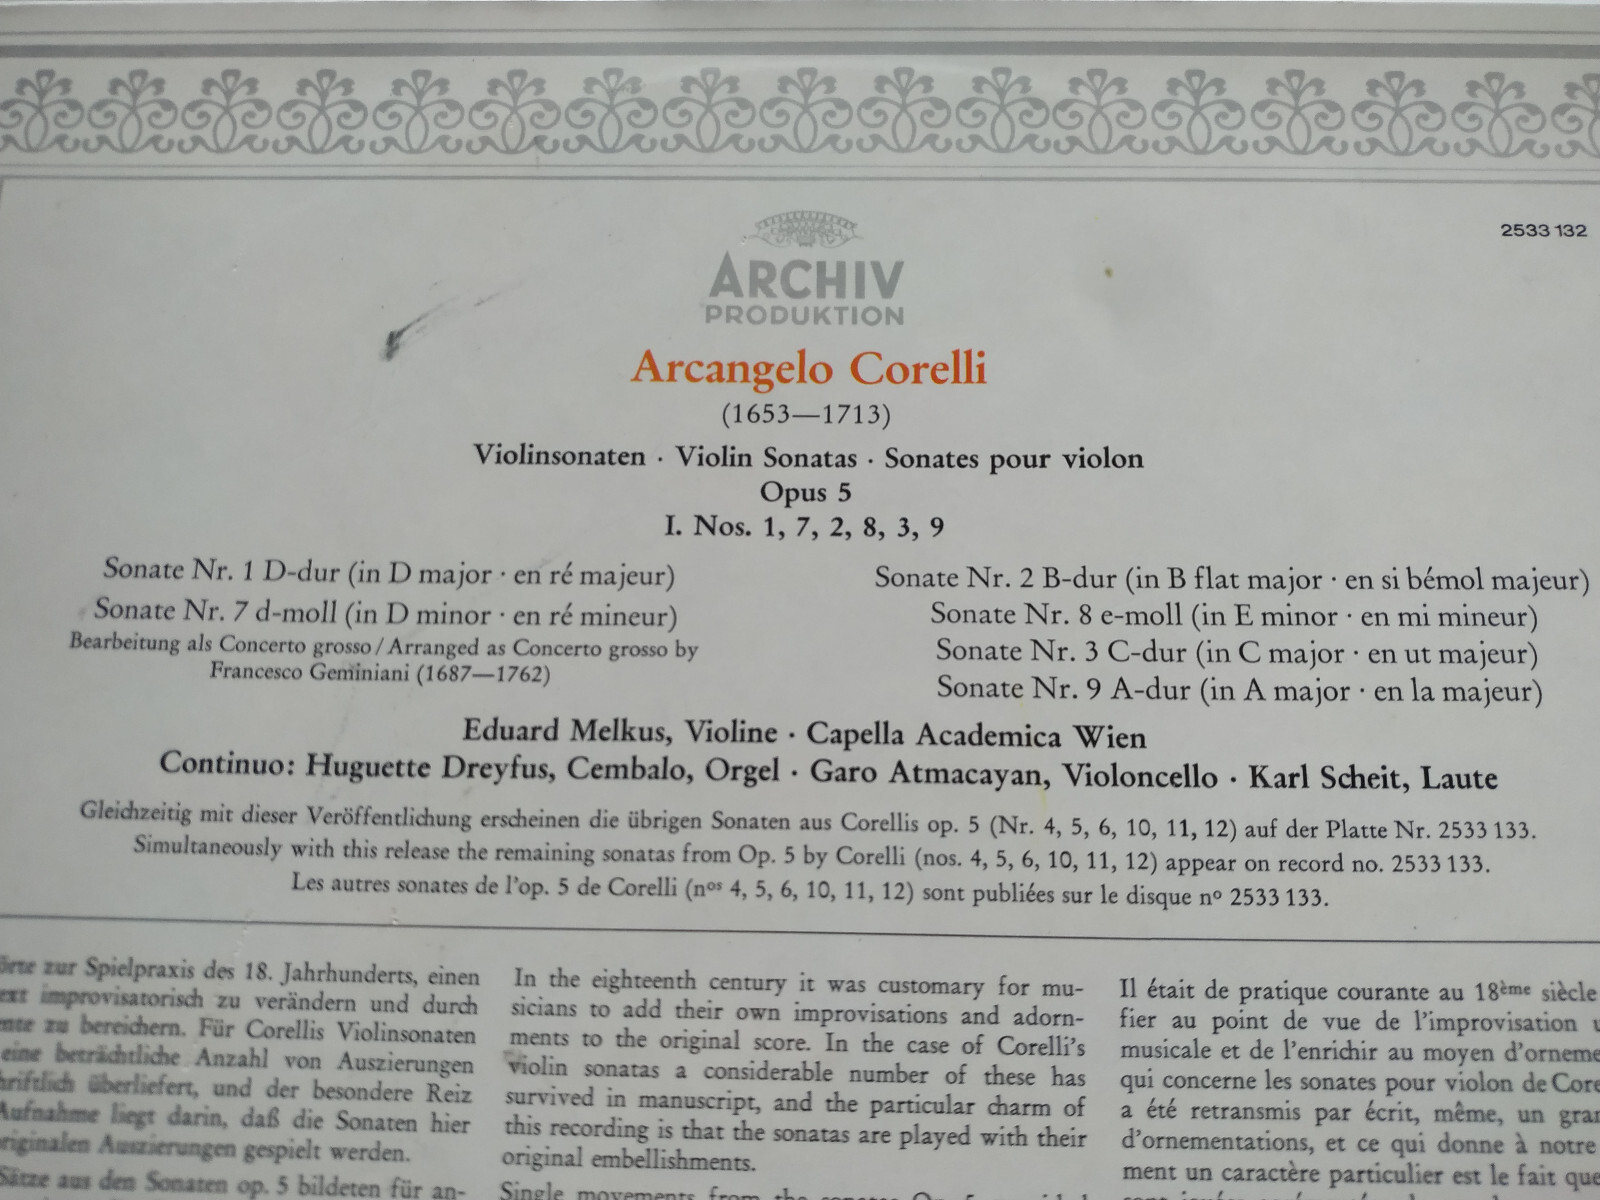 2533 132
ARCHIV
PRODUKTION
Arcangelo Corelli
(1653—1713)
Violinsonaten · Violin Sonatas · Sonates pour violon
Opus 5
I. Nos. 1, 7, 2, 8, 3, 9
Sonate Nr. 1 D-dur (in D major · en ré majeur)
Sonate Nr. 7 d-moll (in D minor · en ré mineur)
Bearbeitung als Concerto grosso / Arranged as Concerto grosso by
Francesco Geminiani (1687—1762)
Sonate Nr. 2 B-dur (in B flat major · en si bémol majeur)
Sonate Nr. 8 e-moll (in E minor · en mi mineur)
Sonate Nr. 3 C-dur (in C major · en ut majeur)
Sonate Nr. 9 A-dur (in A major · en la majeur)
Eduard Melkus, Violine · Capella Academica Wien
Continuo: Huguette Dreyfus, Cembalo, Orgel · Garo Atmacayan, Violoncello · Karl Scheit, Laute
Gleichzeitig mit dieser Veröffentlichung erscheinen die übrigen Sonaten aus Corellis op. 5 (Nr. 4, 5, 6, 10, 11, 12) auf der Platte Nr. 2533 133.
Simultaneously with this release the remaining sonatas from Op. 5 by Corelli (nos. 4, 5, 6, 10, 11, 12) appear on record no. 2533 133.
Les autres sonates de l'op. 5 de Corelli (nos 4, 5, 6, 10, 11, 12) sont publiées sur le disque nº 2533 133.
zur Spielpraxis des 18. Jahrhunderts, einen
improvisatorisch zu verändern und durch
zu bereichern. Für Corellis Violinsonaten
eine beträchtliche Anzahl von Auszierungen
überliefert, und der besondere Reiz
Aufnahme liegt darin, daß die Sonaten hier
originalen Auszierungen gespielt werden.
Sätze aus den Sonaten op. 5 bildeten für an-
In the eighteenth century it was customary for mu-
sicians to add their own improvisations and adorn-
ments to the original score. In the case of Corelli's
violin sonatas a considerable number of these has
survived in manuscript, and the particular charm of
this recording is that the sonatas are played with their
original embellishments.
Single movements from the sonatas Op. 5
Il était de pratique courante au 18ème siècle
fier au point de vue de l'improvisation
musicale et de l'enrichir au moyen d'orneme
qui concerne les sonates pour violon de Core
a été retransmis par écrit, même, un gran
d'ornementations, et ce qui donne à notre
ment un caractère particulier est le fait que